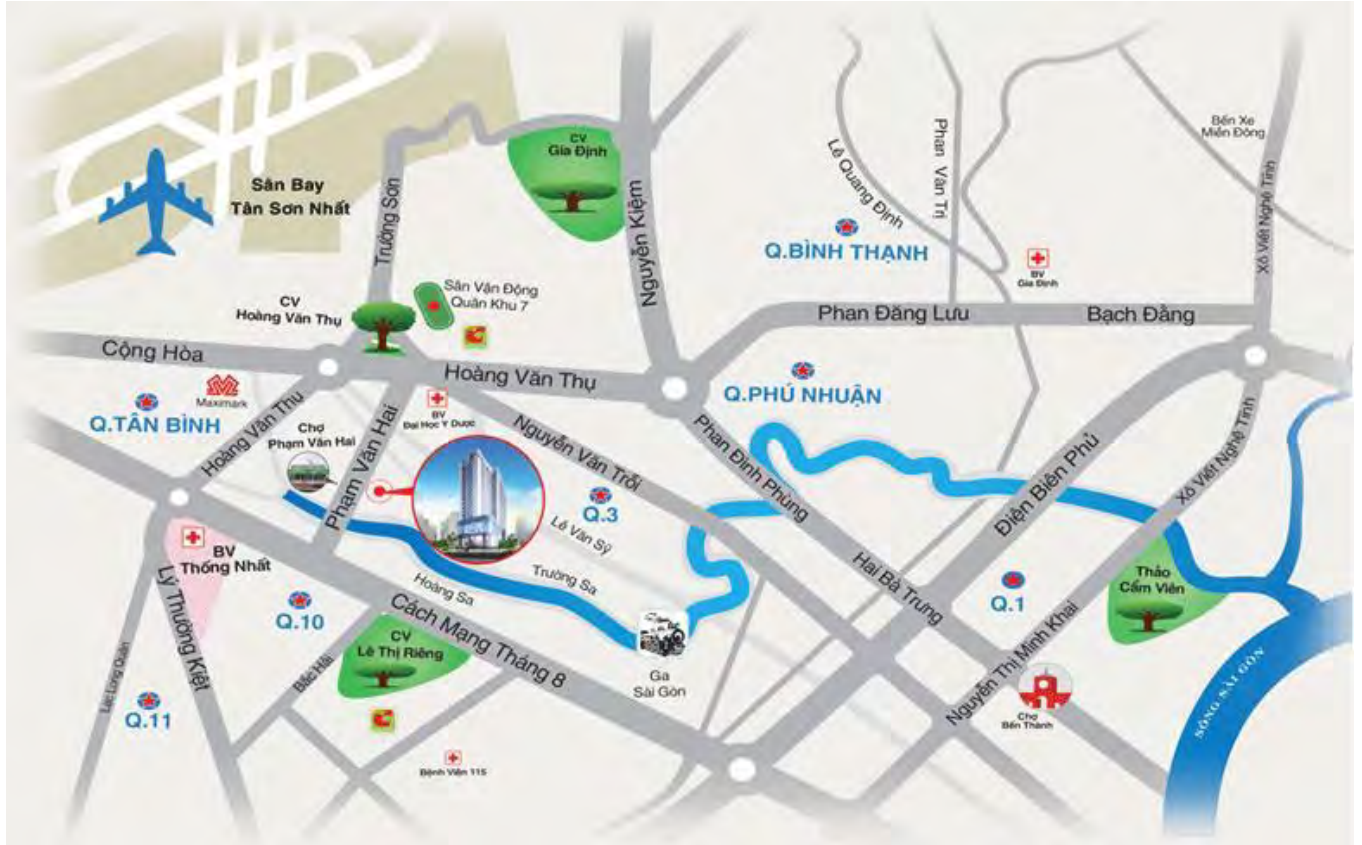 CV
Gia Định
Bến Xe
Miền Đông
Phan Văn Trị
Lê Quang Định
Sân Bay
Tân Sơn Nhất
Trường Sơn
Nguyễn Kiệm
Xô Viết Nghệ Tĩnh
Q.BÌNH THẠNH
BV
Gia Định
Sân Vận Động
Quân Khu 7
CV
Hoàng Văn Thụ
Phan Đăng Lưu
Bạch Đằng
Cộng Hòa
Hoàng Văn Thụ
Maximark
Q.TÂN BÌNH
Q.PHÚ NHUẬN
BV
Đại Học Y Dược
Hoàng Văn Thụ
Chợ
Phạm Văn Hai
Phạm Văn Hai
Nguyễn Văn Trỗi
Phan Đình Phùng
Điện Biên Phủ
Xô Viết Nghệ Tĩnh
Q.3
Lê Văn Sỹ
BV
Thống Nhất
Trường Sa
Hoàng Sa
Hai Bà Trưng
Thảo
Cầm Viên
Q.1
Q.10
Lý Thường Kiệt
Cách Mạng Tháng 8
CV
Lê Thị Riêng
Bắc Hải
Lạc Long Quân
Ga
Sài Gòn
Nguyễn Thị Minh Khai
Chợ
Bến Thành
SÔNG SÀI GÒN
Q.11
Bệnh Viện 115